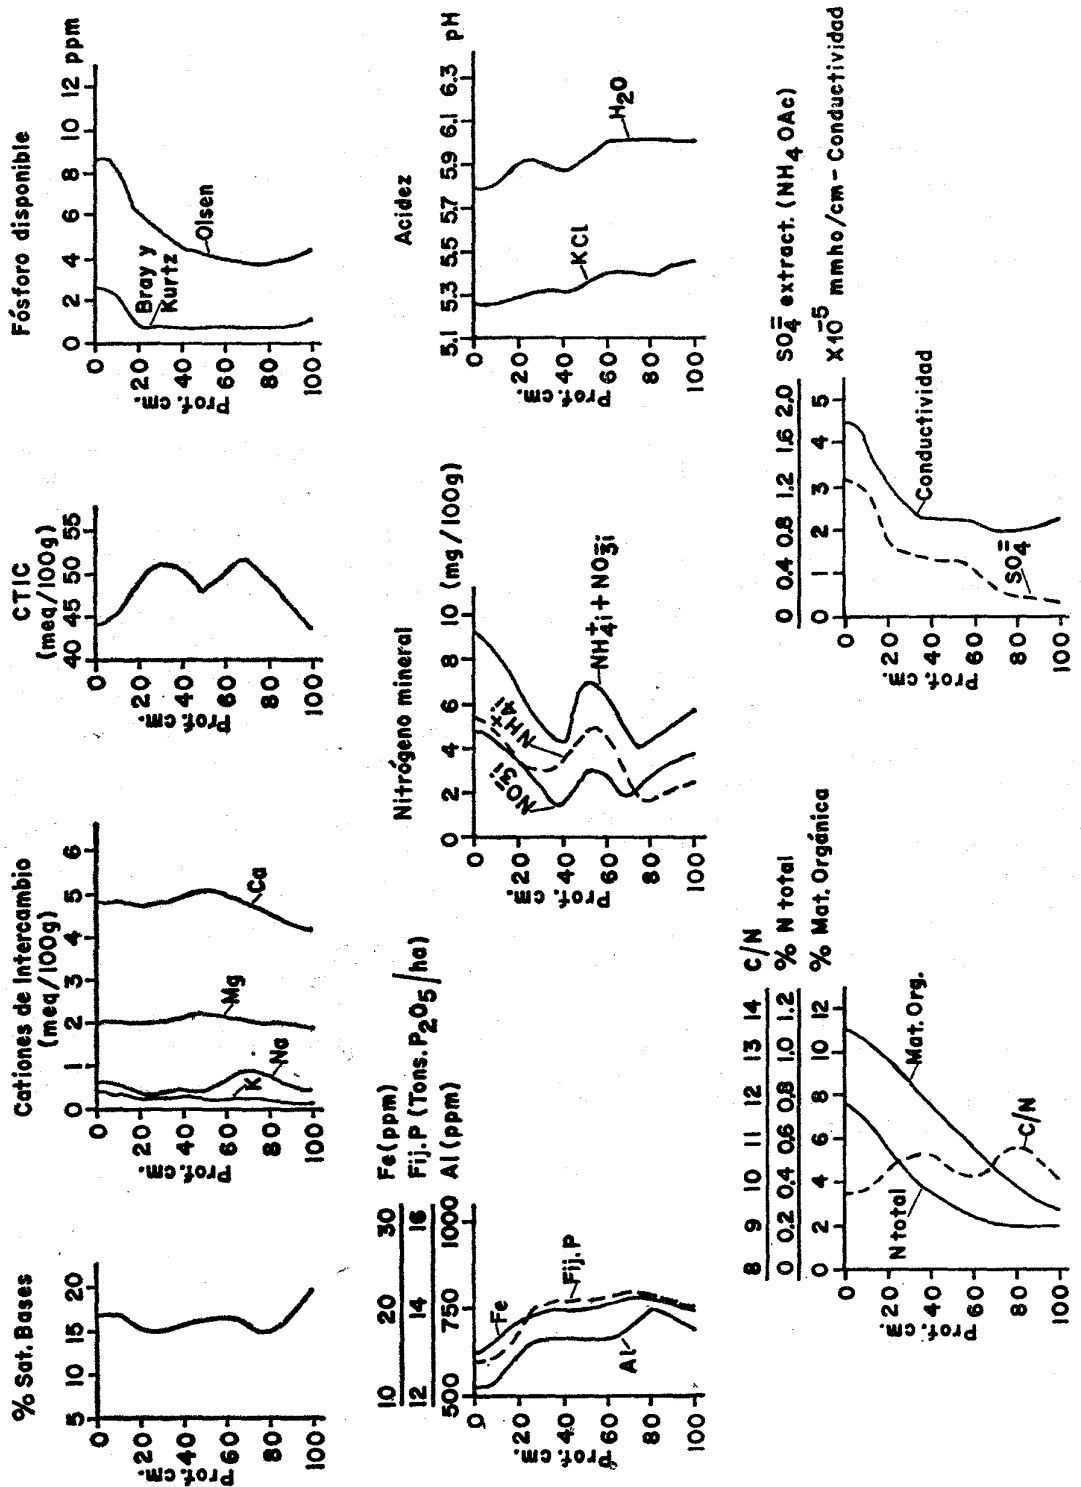 % Sat. Bases
5 10 15 20
0
20
40
60
80
100
Prof. cm.
Cationes de Intercambio
(meq/100g)
0 1 2 3 4 5 6
0
20
40
60
80
100
Prof. cm.
K
Na
Mg
Ca
CTIC
(meq/100g)
40 45 50 55
0
20
40
60
80
100
Prof. cm.
Fósforo disponible
0 2 4 6 8 10 12 ppm
0
20
40
60
80
100
Prof. cm.
Bray y
Kurtz
Olsen
10 20 30 Fe(ppm)
12 14 16 Fij. P (Tons. P2O5/ha)
500 750 1000 Al (ppm)
0
20
40
60
80
100
Prof. cm.
Fe
Fij. P
Al
Nitrógeno mineral
0 2 4 6 8 10 (mg/100g)
0
20
40
60
80
100
Prof. cm.
NO3̄i
NH4+i
NH4+i + NO3̄i
Acidez
5.1 5.3 5.5 5.7 5.9 6.1 6.3 pH
0
20
40
60
80
100
Prof. cm.
KCl
H2O
8 9 10 11 12 13 14 C/N
0 0.2 0.4 0.6 0.8 1.0 1.2 % N total
0 2 4 6 8 10 12 % Mat. Orgánica
0
20
40
60
80
100
Prof. cm.
N total
Mat. Org.
C/N
0 0.4 0.8 1.2 1.6 2.0 SO4= extract. (NH4 OAc)
0 1 2 3 4 5 X10-5 mmho/cm - Conductividad
0
20
40
60
80
100
Prof. cm.
Conductividad
SO4=